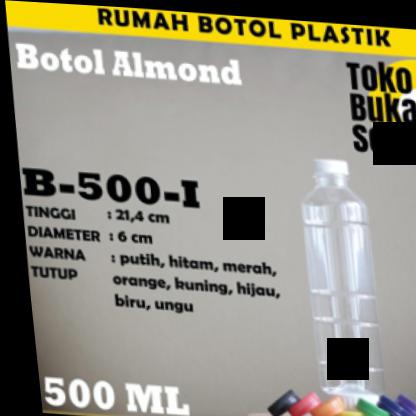 RUMAH BOTOL PLASTIK
Botol Almond
Toko
Buka
B-500-I
TINGGI : 21,4 cm
DIAMETER : 6 cm
WARNA : putih, hitam, merah,
TUTUP orange, kuning, hijau,
biru, ungu
500 ML